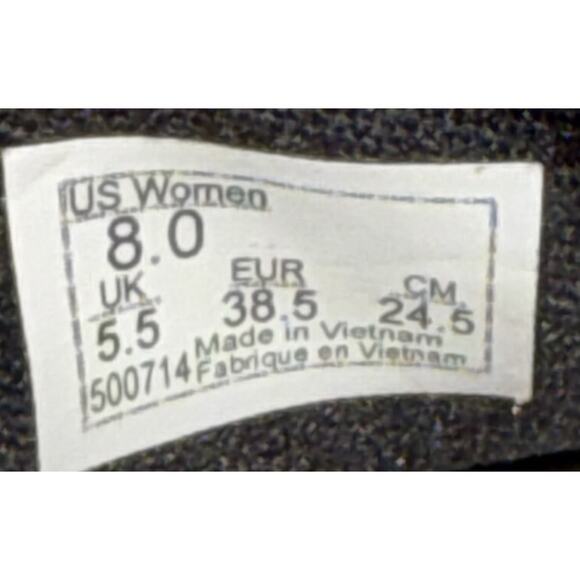 US Women
8.0
UK EUR CM
5.5 38.5 24.5
Made in Vietnam
500714 Fabrique en Vietnam